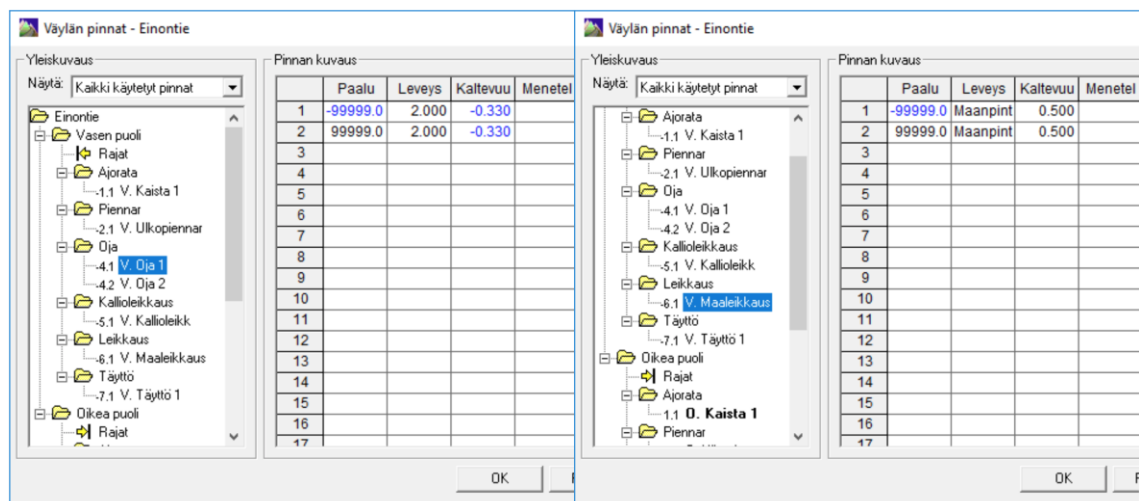 Väylän pinnat - Einontie
Yleiskuvaus
Näytä: Kaikki käytetyt pinnat
Einontie
Vasen puoli
Rajat
Ajorata
-1.1 V. Kaista 1
Piennar
-2.1 V. Ulkopiennar
Oja
-4.1 V. Oja 1
-4.2 V. Oja 2
Kallioleikkaus
-5.1 V. Kallioleikk
Leikkaus
-6.1 V. Maaleikkaus
Täyttö
-7.1 V. Täyttö 1
Oikea puoli
Rajat
Pinnan kuvaus
Paalu Leveys Kaltevuu Menetel
1 -99999.0 2.000 -0.330
2 99999.0 2.000 -0.330
3
4
5
6
7
8
9
10
11
12
13
14
15
16
17
OK
Väylän pinnat - Einontie
Yleiskuvaus
Näytä: Kaikki käytetyt pinnat
Ajorata
-1.1 V. Kaista 1
Piennar
-2.1 V. Ulkopiennar
Oja
-4.1 V. Oja 1
-4.2 V. Oja 2
Kallioleikkaus
-5.1 V. Kallioleikk
Leikkaus
-6.1 V. Maaleikkaus
Täyttö
-7.1 V. Täyttö 1
Oikea puoli
Rajat
Ajorata
1.1 O. Kaista 1
Piennar
Pinnan kuvaus
Paalu Leveys Kaltevuu Menetel
1 -99999.0 Maanpint 0.500
2 99999.0 Maanpint 0.500
3
4
5
6
7
8
9
10
11
12
13
14
15
16
17
OK